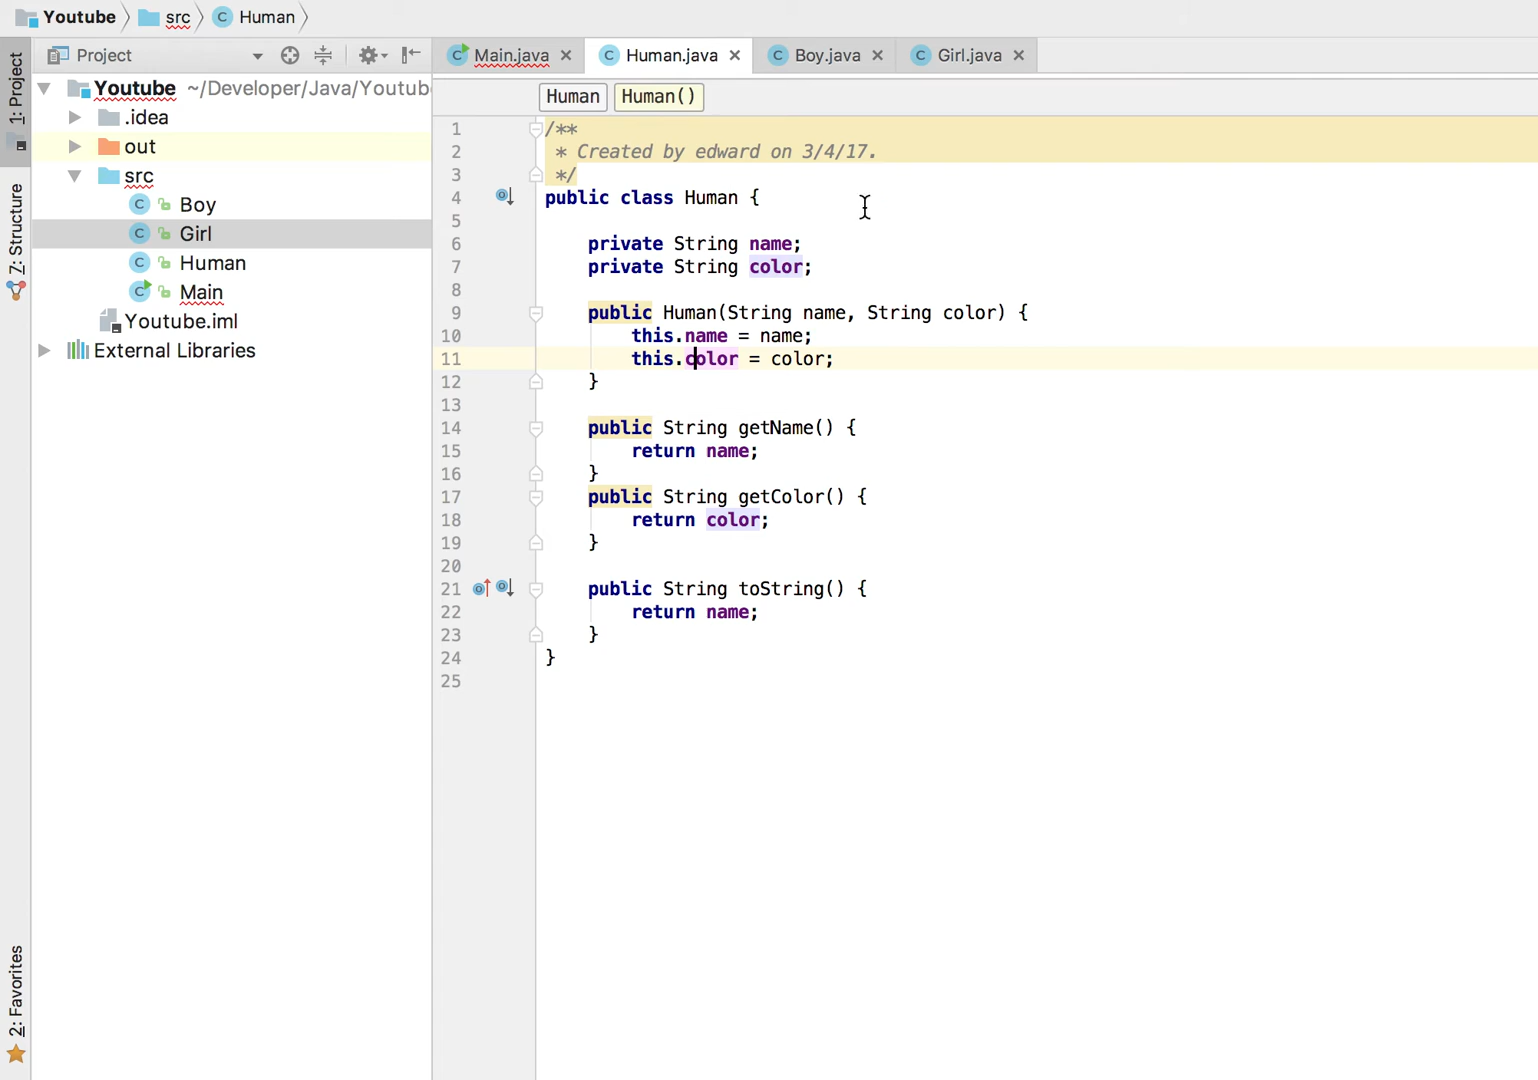 Youtube src Human
Project
Main.java Human.java Boy.java Girl.java
1: Project
7: Structure
2: Favorites
Youtube ~/Developer/Java/Youtub
.idea
out
src
C Boy
C Girl
C Human
C Main
Youtube.iml
External Libraries
Human Human()
1 /**
2 * Created by edward on 3/4/17.
3 */
4 public class Human {
5
6 private String name;
7 private String color;
8
9 public Human(String name, String color) {
10 this.name = name;
11 this.color = color;
12 }
13
14 public String getName() {
15 return name;
16 }
17 public String getColor() {
18 return color;
19 }
20
21 public String toString() {
22 return name;
23 }
24 }
25